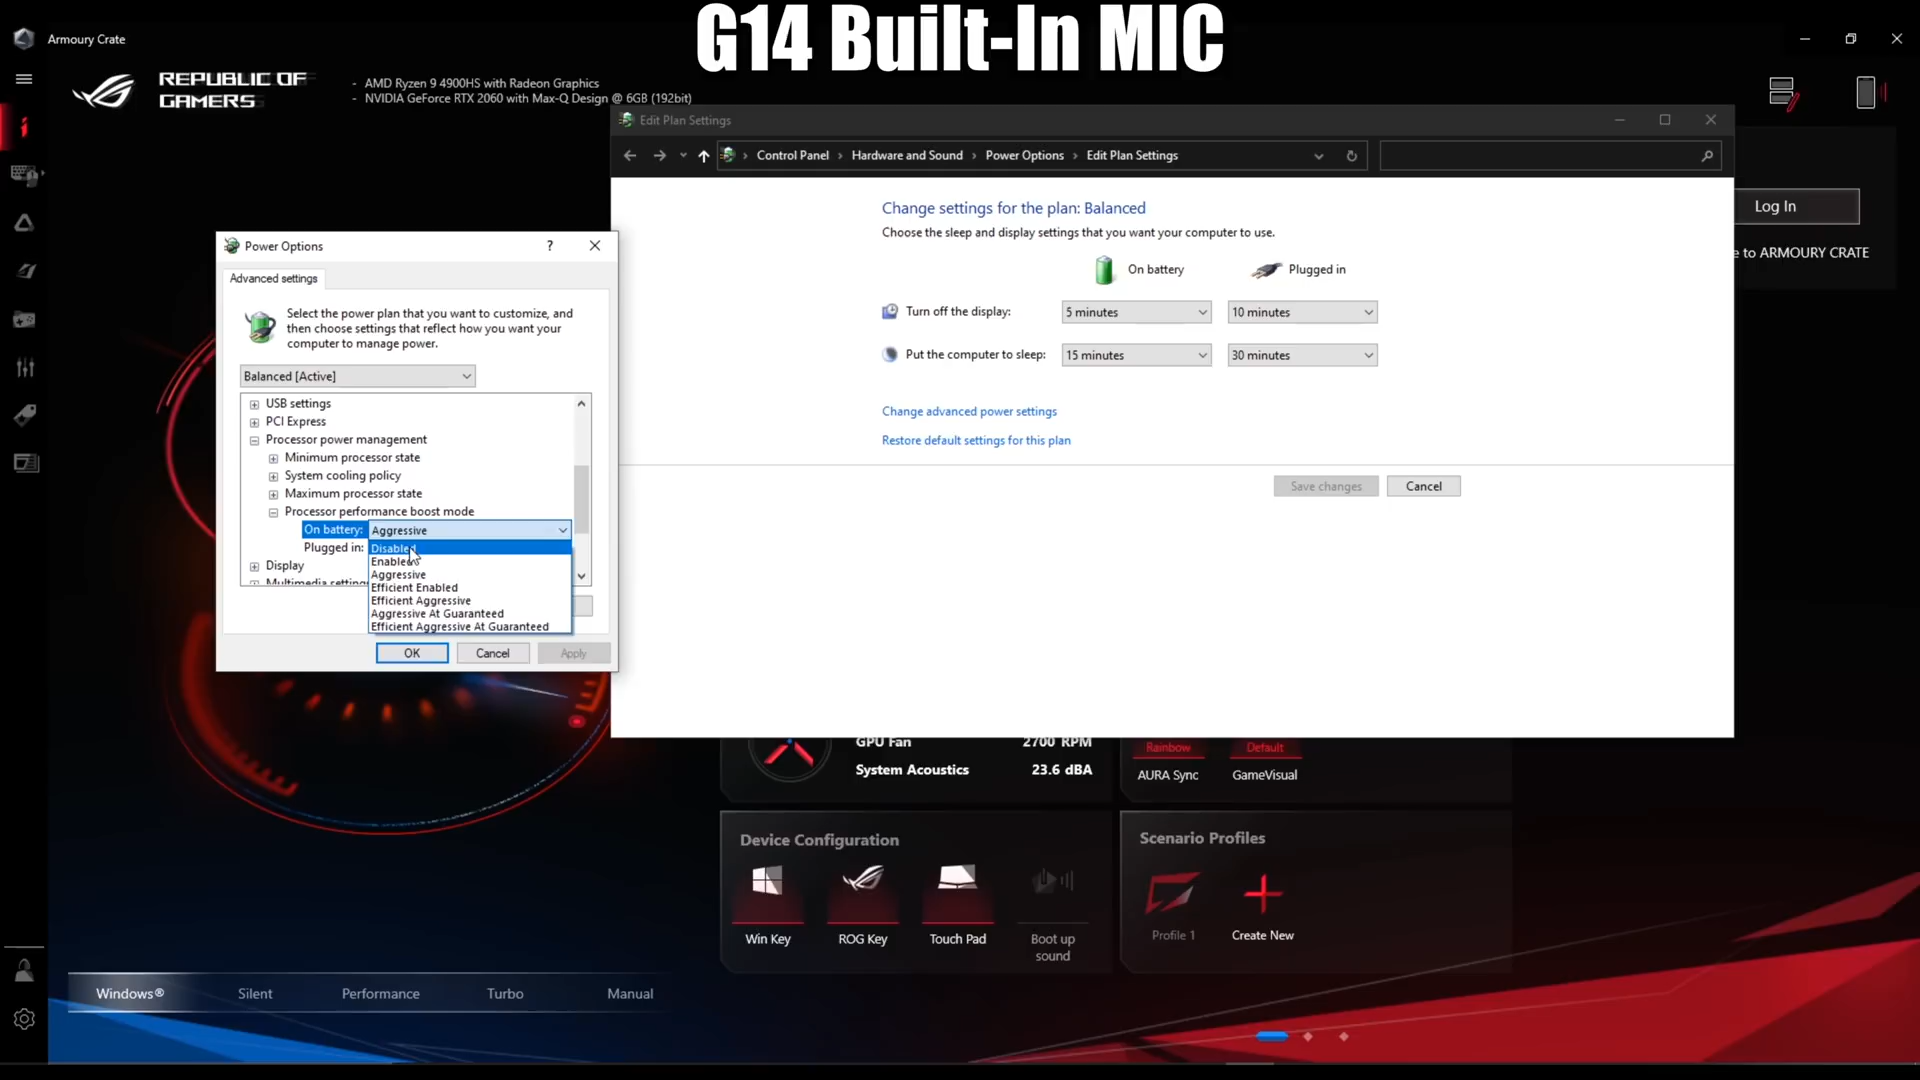 G14 Built-In MIC
Armoury Crate
REPUBLIC OF
GAMERS
- AMD Ryzen 9 4900HS with Radeon Graphics
- NVIDIA GeForce RTX 2060 with Max-Q Design @ 6GB (192bit)
Edit Plan Settings
Control Panel › Hardware and Sound › Power Options › Edit Plan Settings
Change settings for the plan: Balanced
Choose the sleep and display settings that you want your computer to use.
On battery
Plugged in
Turn off the display:
5 minutes
10 minutes
Put the computer to sleep:
15 minutes
30 minutes
Change advanced power settings
Restore default settings for this plan
Save changes
Cancel
Log In
e to ARMOURY CRATE
Power Options
?
Advanced settings
Select the power plan that you want to customize, and
then choose settings that reflect how you want your
computer to manage power.
Balanced [Active]
USB settings
PCI Express
Processor power management
Minimum processor state
System cooling policy
Maximum processor state
Processor performance boost mode
On battery: Aggressive
Plugged in:
Display
Multimedia settings
Disabled
Enabled
Aggressive
Efficient Enabled
Efficient Aggressive
Aggressive At Guaranteed
Efficient Aggressive At Guaranteed
OK
Cancel
Apply
GPU Fan 2700 RPM
System Acoustics 23.6 dBA
Rainbow
AURA Sync
Default
GameVisual
Device Configuration
Win Key
ROG Key
Touch Pad
Boot up
sound
Scenario Profiles
Profile 1
Create New
Windows®
Silent
Performance
Turbo
Manual